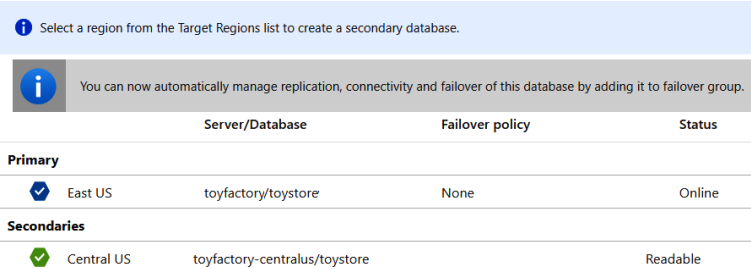 Select a region from the Target Regions list to create a secondary database.
You can now automatically manage replication, connectivity and failover of this database by adding it to failover group.
Server/Database Failover policy Status
Primary
East US toyfactory/toystore None Online
Secondaries
Central US toyfactory-centralus/toystore Readable